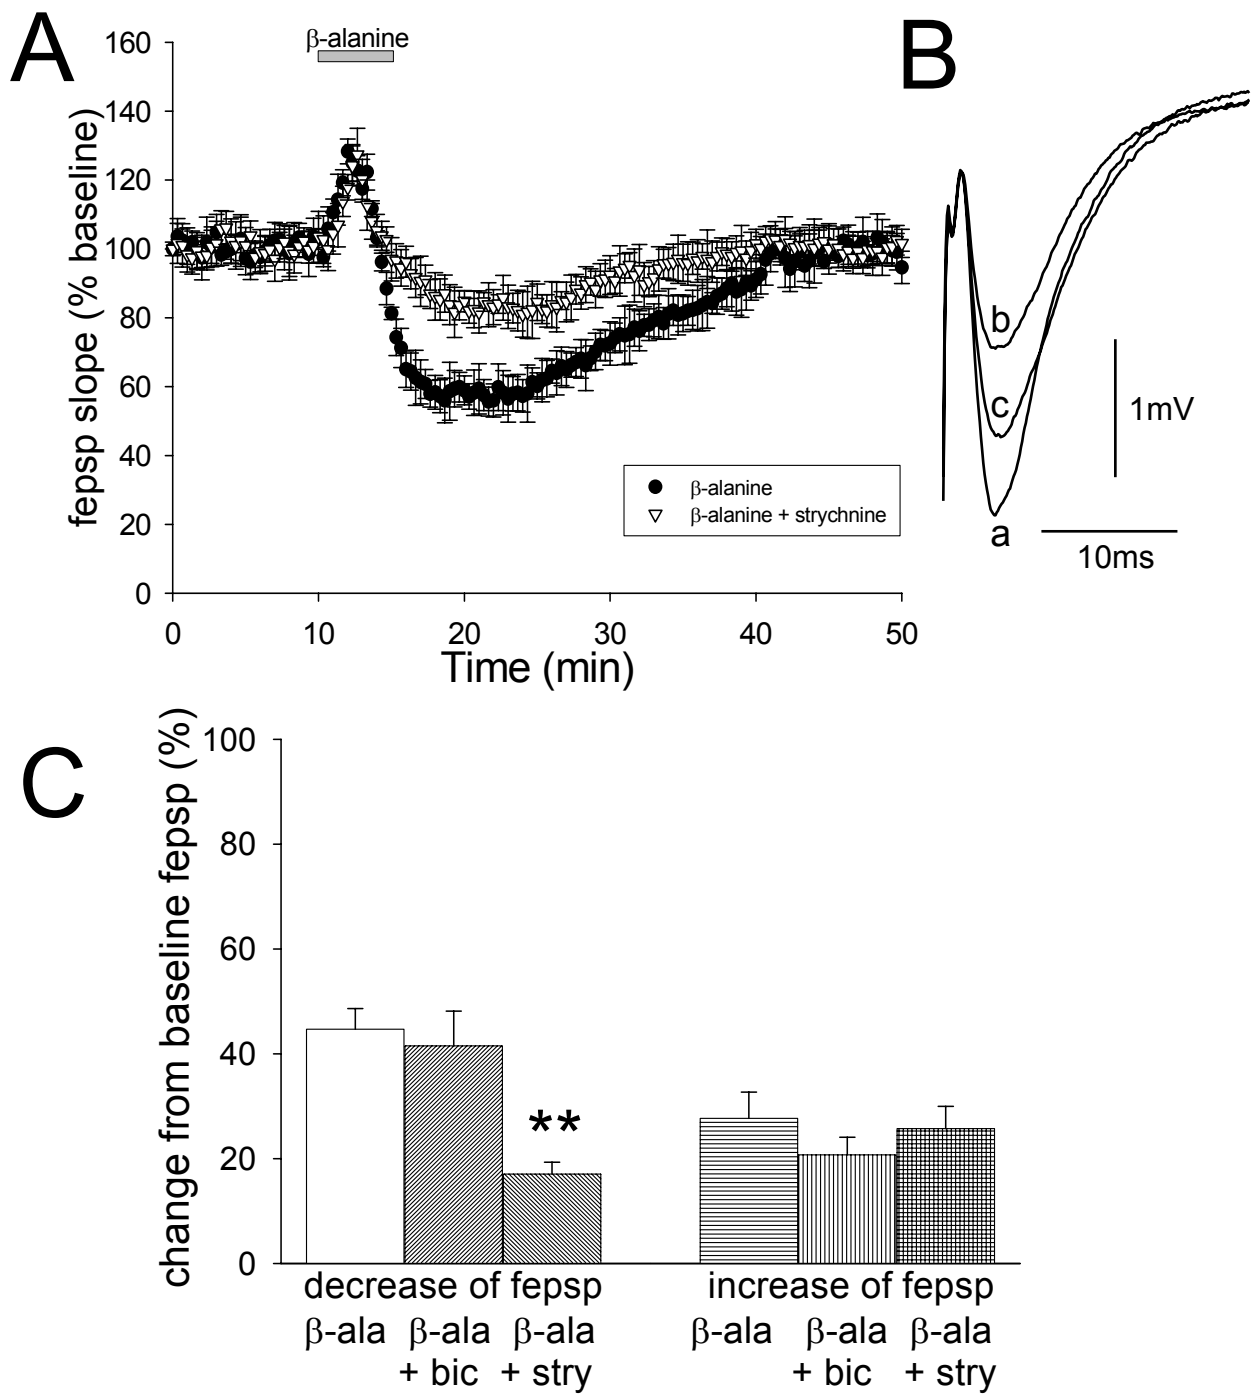 A
B
β-alanine
160
140
120
100
80
60
40
20
0
fepsp slope (% baseline)
β-alanine
β-alanine + strychnine
0 10 20 30 40 50
Time (min)
b
c
a
1mV
10ms
C
100
80
60
40
20
0
change from baseline fepsp (%)
**
decrease of fepsp increase of fepsp
β-ala β-ala β-ala β-ala β-ala β-ala
+ bic + stry + bic + stry